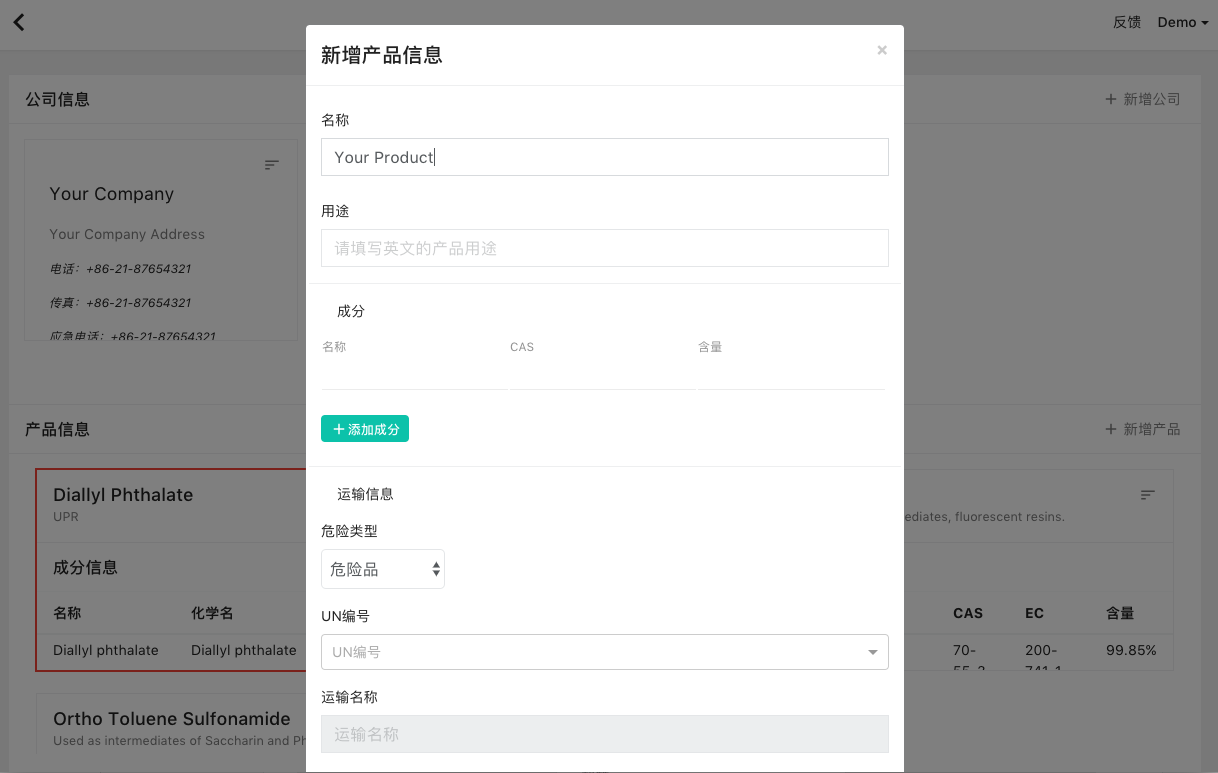 反馈 Demo
新增产品信息 ×
公司信息
+ 新增公司
Your Company
Your Company Address
电话：+86-21-87654321
传真：+86-21-87654321
应急电话：+86-21-87654321
产品信息
+ 新增产品
Diallyl Phthalate
UPR
成分信息
名称 化学名
Diallyl phthalate Diallyl phthalate
Ortho Toluene Sulfonamide
Used as intermediates of Saccharin and
名称
Your Product
用途
请填写英文的产品用途
成分
名称 CAS 含量
+ 添加成分
运输信息
危险类型
危险品
UN编号
UN编号
运输名称
运输名称
ediates, fluorescent resins.
CAS EC 含量
70- 200- 99.85%